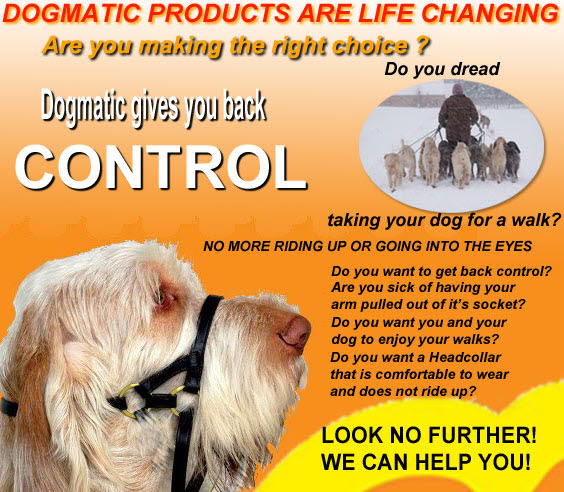 DOGMATIC PRODUCTS ARE LIFE CHANGING
Are you making the right choice ?
Do you dread
Dogmatic gives you back
CONTROL
taking your dog for a walk?
NO MORE RIDING UP OR GOING INTO THE EYES
Do you want to get back control?
Are you sick of having your
arm pulled out of it's socket?
Do you want you and your
dog to enjoy your walks?
Do you want a Headcollar
that is comfortable to wear
and does not ride up?
LOOK NO FURTHER!
WE CAN HELP YOU!